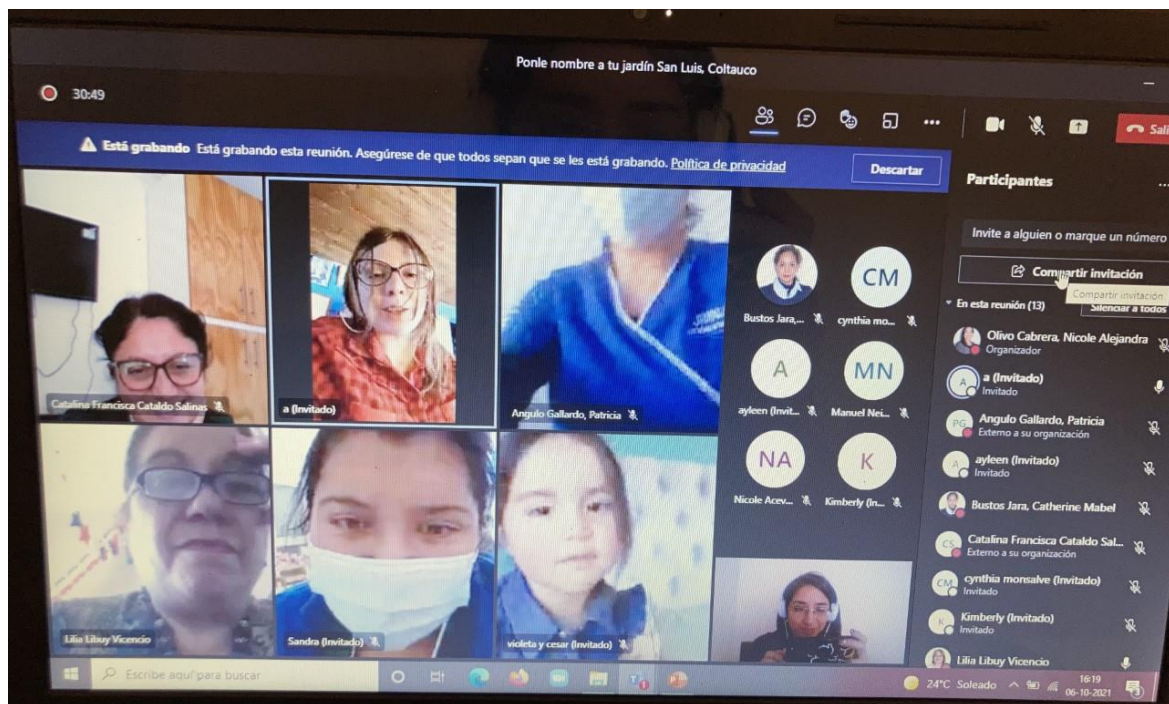 Ponle nombre a tu jardín San Luis, Coltauco
30:49
Sali
Está grabando Está grabando esta reunión. Asegúrese de que todos sepan que se les está grabando. Política de privacidad
Descartar
Catalina Francisca Cataldo Salinas
a (Invitado)
Angulo Gallardo, Patricia
Lilia Libuy Vicencio
Sandra (Invitado)
violeta y cesar (Invitado)
Bustos Jara,...
CM
cynthia mo...
A
ayleen (Invit...
MN
Manuel Nei...
NA
Nicole Acev...
K
Kimberly (In...
Participantes
...
Invite a alguien o marque un número
Compartir invitación
Compartir invitación
En esta reunión (13)
Silenciar a todos
Olivo Cabrera, Nicole Alejandra
Organizador
A
a (Invitado)
Invitado
PG
Angulo Gallardo, Patricia
Externo a su organización
A
ayleen (Invitado)
Invitado
Bustos Jara, Catherine Mabel
CS
Catalina Francisca Cataldo Sal...
Externo a su organización
CM
cynthia monsalve (Invitado)
Invitado
K
Kimberly (Invitado)
Invitado
Lilia Libuy Vicencio
Escribe aquí para buscar
24°C Soleado
16:19
06-10-2021